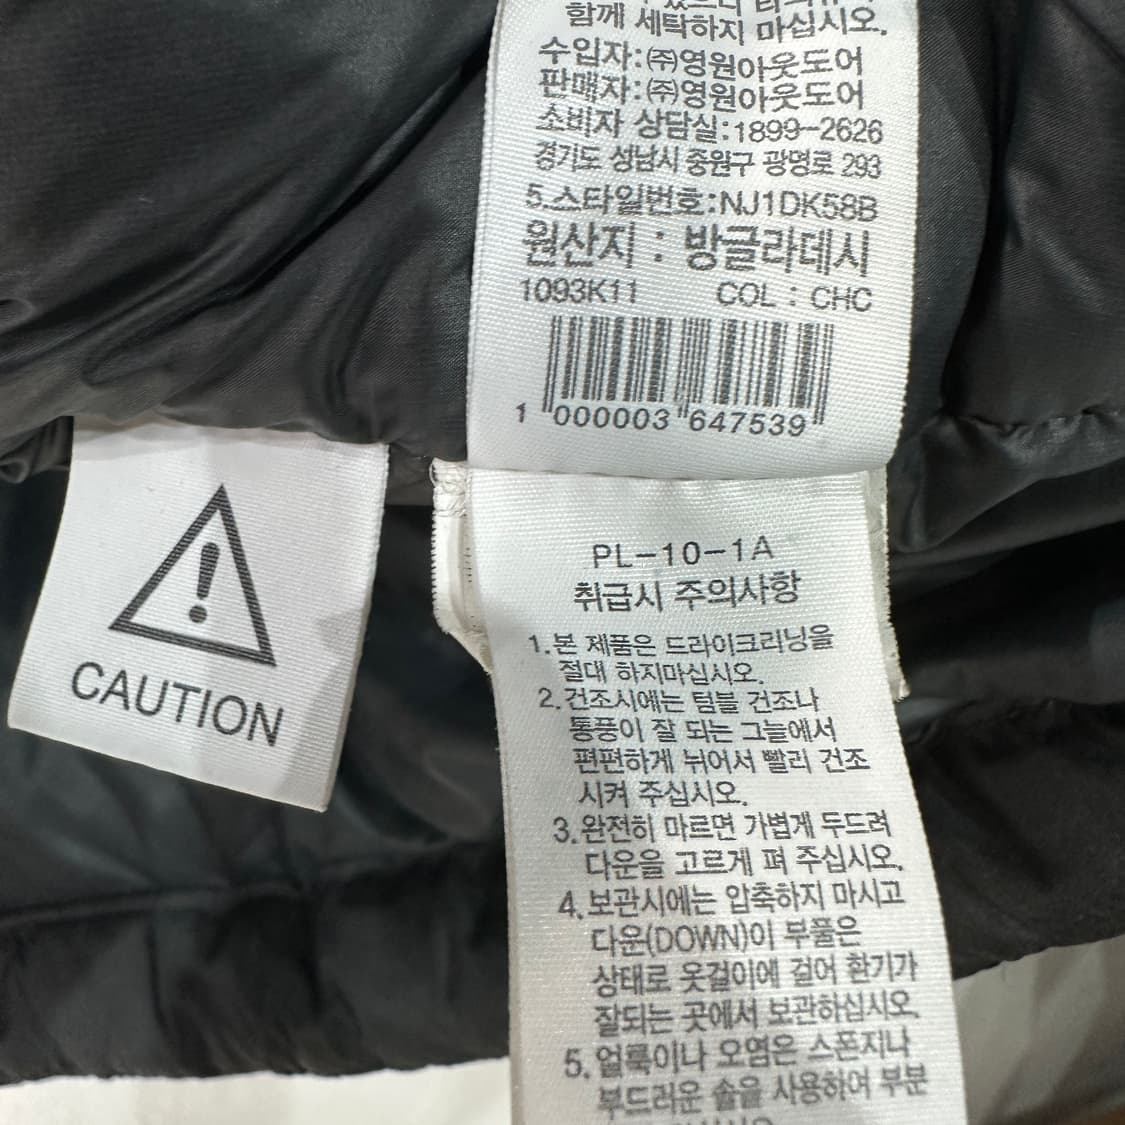 함께 세탁하지 마십시오.
수입자:㈜영원아웃도어
판매자:㈜영원아웃도어
소비자 상담실:1899-2626
경기도 성남시 중원구 광명로 293
5.스타일번호:NJ1DK58B
원산지 : 방글라데시
1093K11 COL : CHC
1 000003 647539
CAUTION
PL-10-1A
취급시 주의사항
1.본 제품은 드라이크리닝을
절대 하지마십시오.
2.건조시에는 텀블 건조나
통풍이 잘 되는 그늘에서
편편하게 뉘어서 빨리 건조
시켜 주십시오.
3.완전히 마르면 가볍게 두드려
다운을 고르게 펴 주십시오.
4.보관시에는 압축하지 마시고
다운(DOWN)이 부풀은
상태로 옷걸이에 걸어 환기가
잘되는 곳에서 보관하십시오.
5.얼룩이나 오염은 스폰지나
부드러운 솔을 사용하여 부분